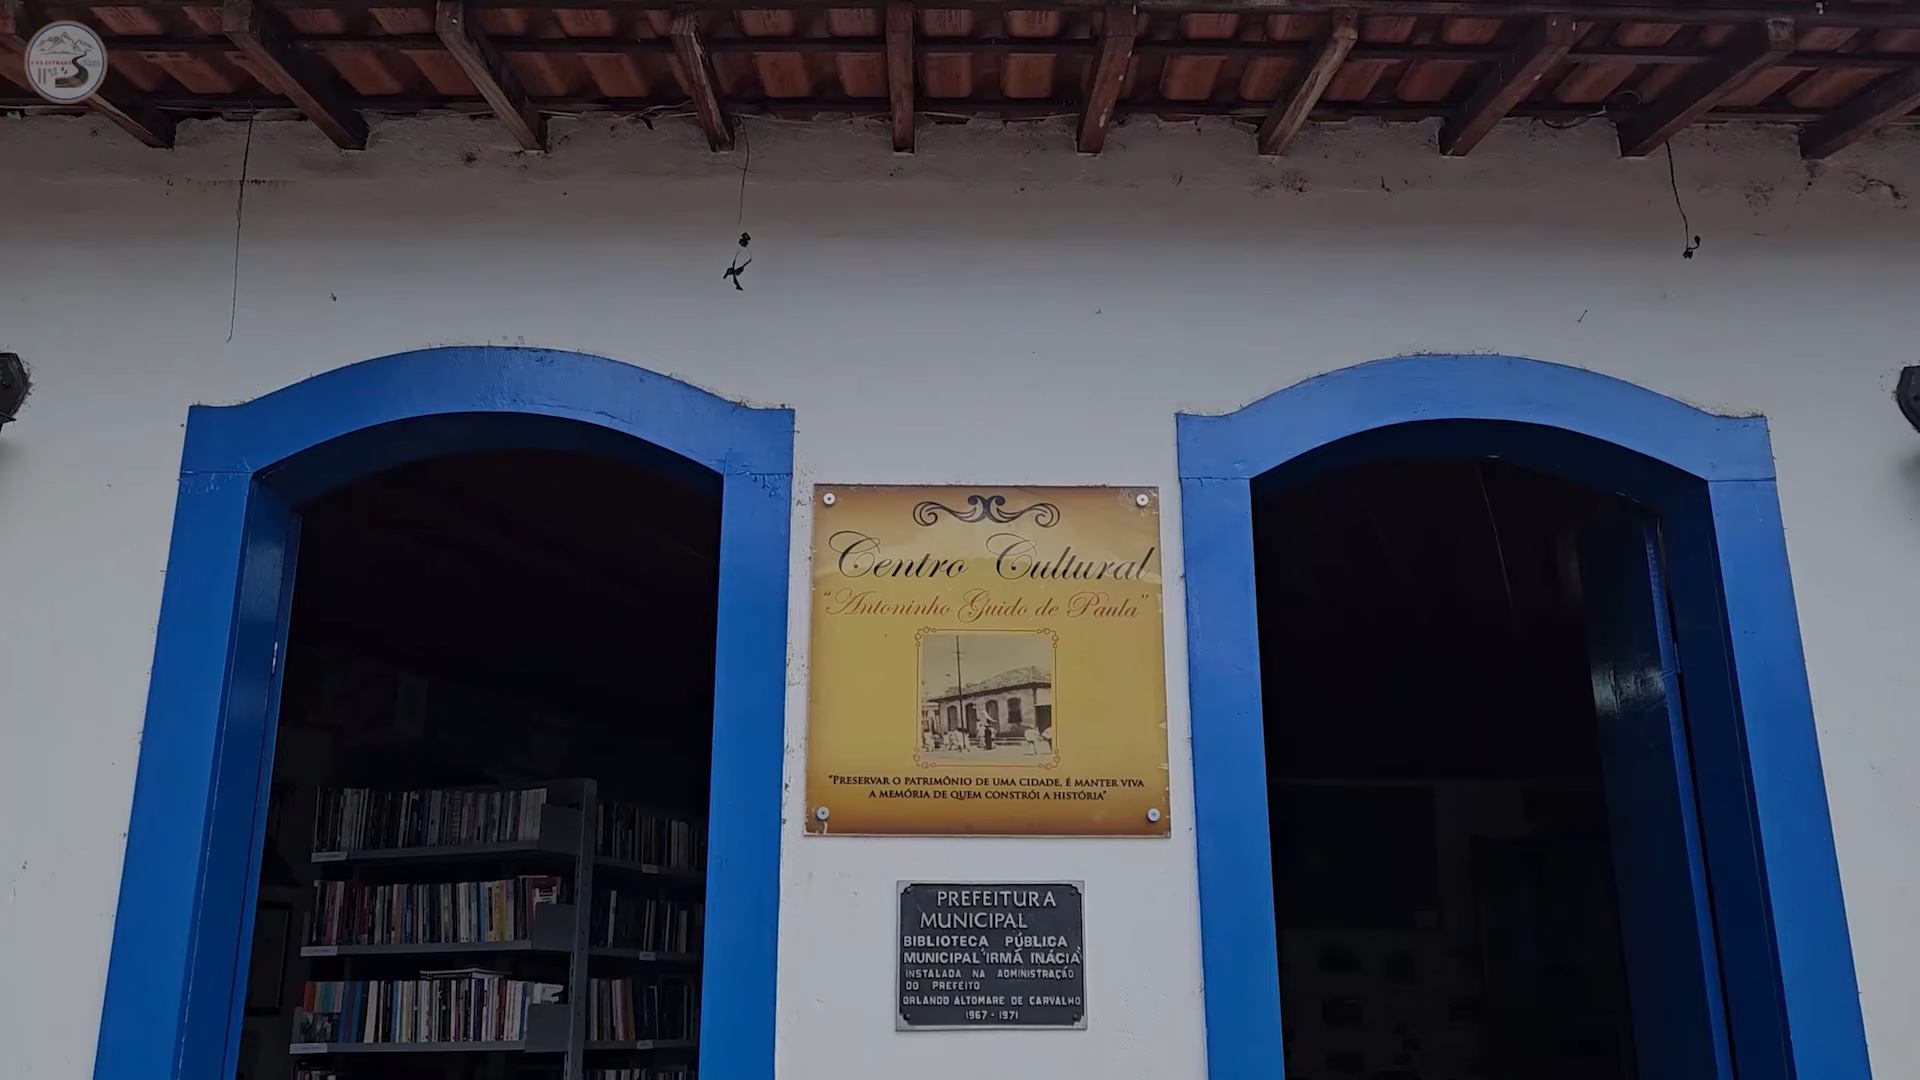 Centro Cultural
"Antoninho Guido de Paula"
"PRESERVAR O PATRIMÔNIO DE UMA CIDADE, É MANTER VIVA
A MEMÓRIA DE QUEM CONSTRÓI A HISTÓRIA"
PREFEITURA
MUNICIPAL
BIBLIOTECA PÚBLICA
MUNICIPAL "IRMÃ INÁCIA"
INSTALADA NA ADMINISTRAÇÃO
DO PREFEITO
ORLANDO ALTOMARE DE CARVALHO
1967 - 1971